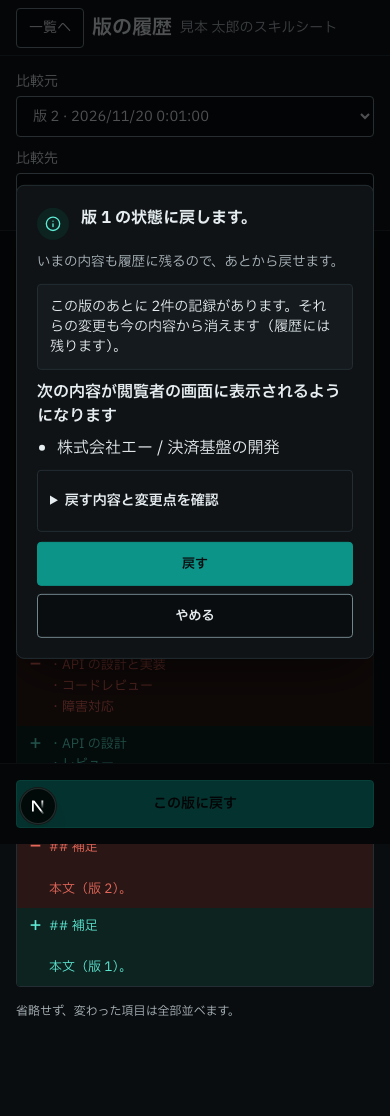 一覧へ 版の履歴 見本 太郎のスキルシート
比較元
版 2 · 2026/11/20 0:01:00
比較先
版 1 の状態に戻します。
いまの内容も履歴に残るので、あとから戻せます。
この版のあとに 2件の記録があります。それ
らの変更も今の内容から消えます（履歴には
残ります）。
次の内容が閲覧者の画面に表示されるよう
になります
• 株式会社エー / 決済基盤の開発
▶ 戻す内容と変更点を確認
戻す
やめる
− · API の設計と実装
· コードレビュー
· 障害対応
+ · API の設計
· レビュー
N この版に戻す
− ## 補足
本文（版 2）。
+ ## 補足
本文（版 1）。
省略せず、変わった項目は全部並べます。